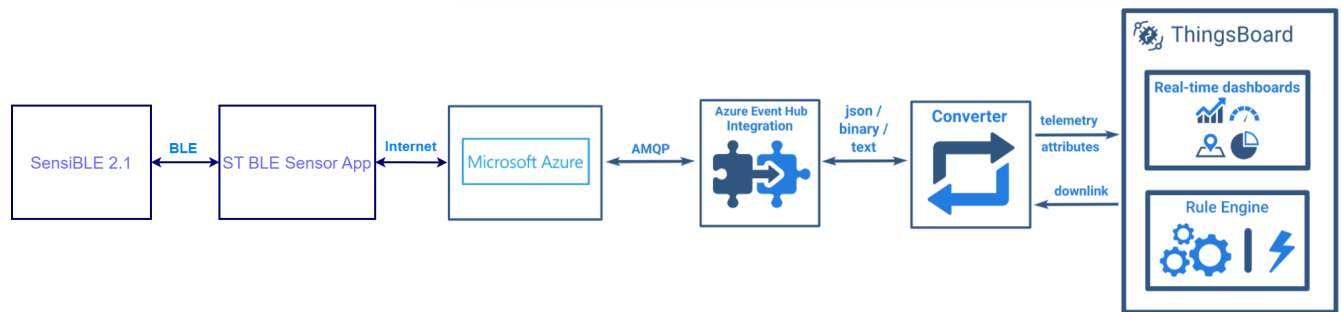 SensiBLE 2.1
BLE
ST BLE Sensor App
Internet
Microsoft Azure
AMQP
Azure Event Hub
Integration
json /
binary /
text
Converter
telemetry
attributes
downlink
ThingsBoard
Real-time dashboards
Rule Engine